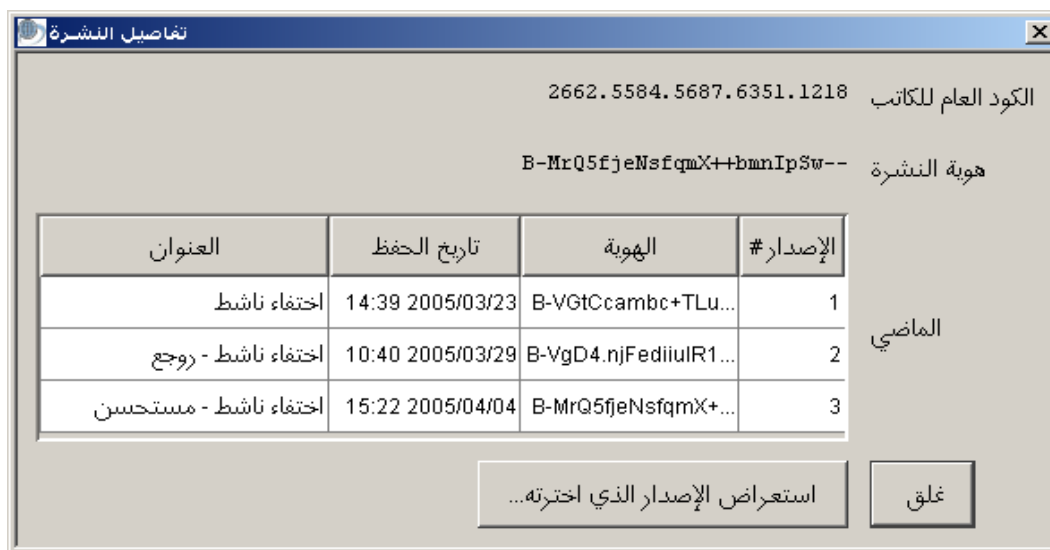 تفاصيل النشرة
الكود العام للكاتب 2662.5584.5687.6351.1218
هوية النشرة B-MrQ5fjeNsfqmX++bmnIpSw--
الإصدار# الهوية تاريخ الحفظ العنوان
1 B-VGtCcambc+TLu... 14:39 2005/03/23 اختفاء ناشط
الماضي
2 B-VgD4.njFediiulR1... 10:40 2005/03/29 اختفاء ناشط - روجع
3 B-MrQ5fjeNsfqmX+... 15:22 2005/04/04 اختفاء ناشط - مستحسن
غلق استعراض الإصدار الذي اخترته...